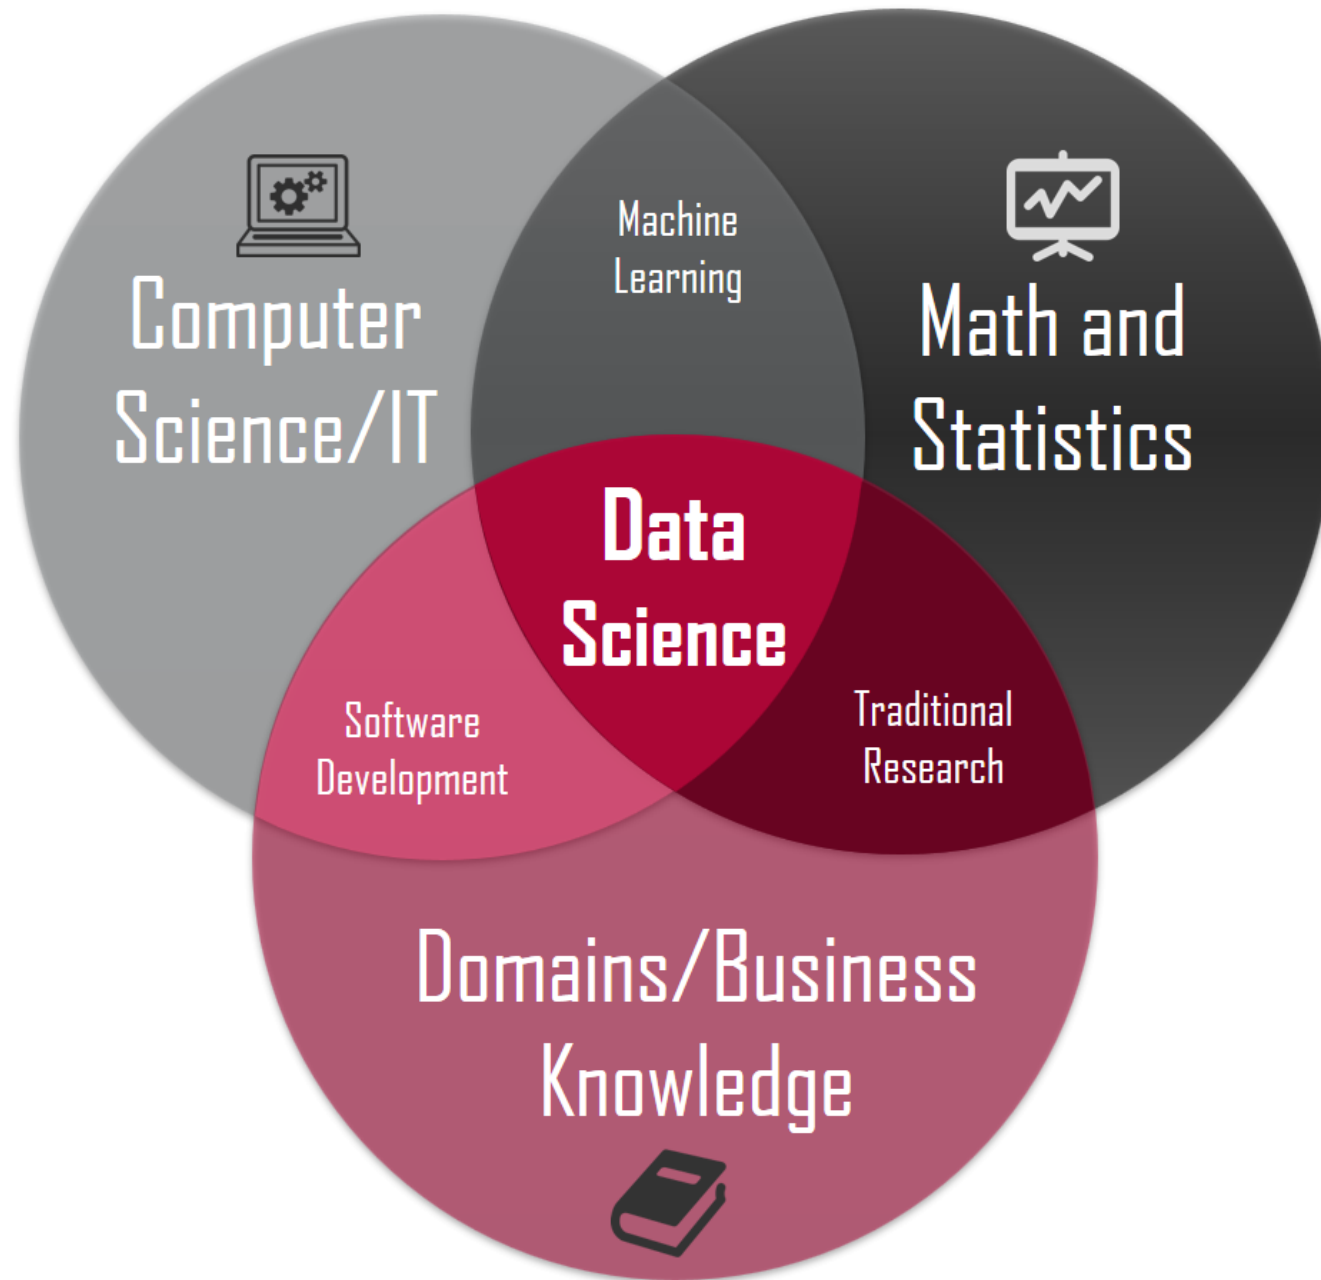 Machine
Learning
Computer
Science/IT
Math and
Statistics
Data
Science
Software
Development
Traditional
Research
Domains/Business
Knowledge